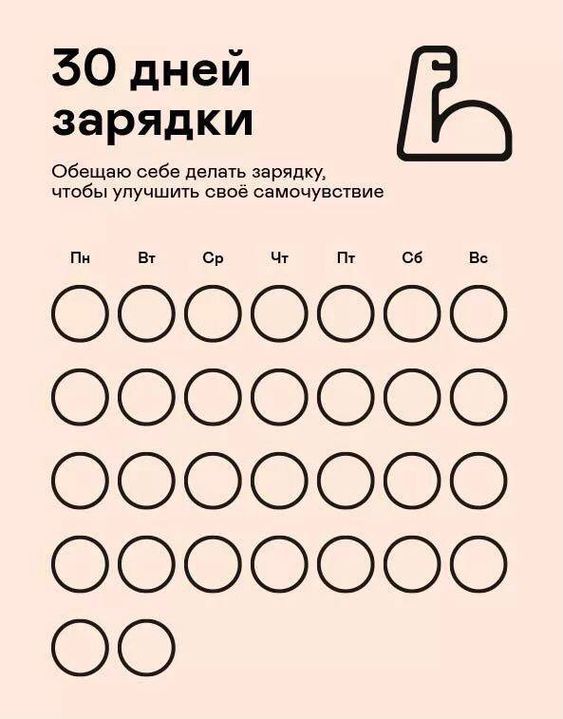 30 дней
зарядки
Обещаю себе делать зарядку,
чтобы улучшить своё самочувствие
Пн Вт Ср Чт Пт Сб Вс